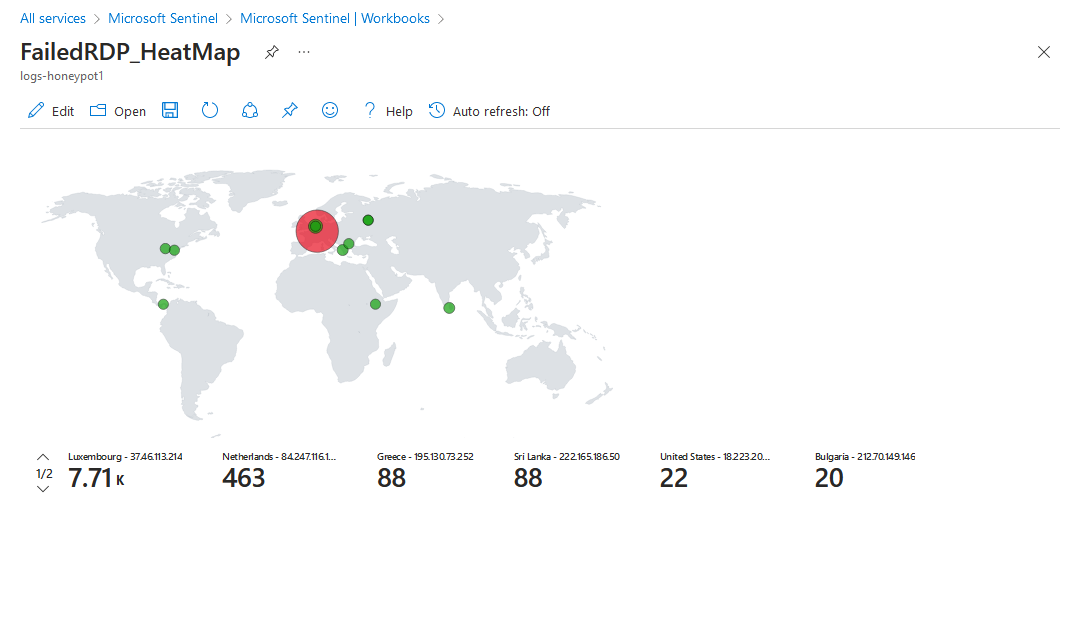 All services > Microsoft Sentinel > Microsoft Sentinel | Workbooks >
FailedRDP_HeatMap ...
logs-honeypot1
Edit Open Help Auto refresh: Off
1/2
Luxembourg - 37.46.113.214
7.71 K
Netherlands - 84.247.116.1...
463
Greece - 195.130.73.252
88
Sri Lanka - 222.165.186.50
88
United States - 18.223.20...
22
Bulgaria - 212.70.149.146
20